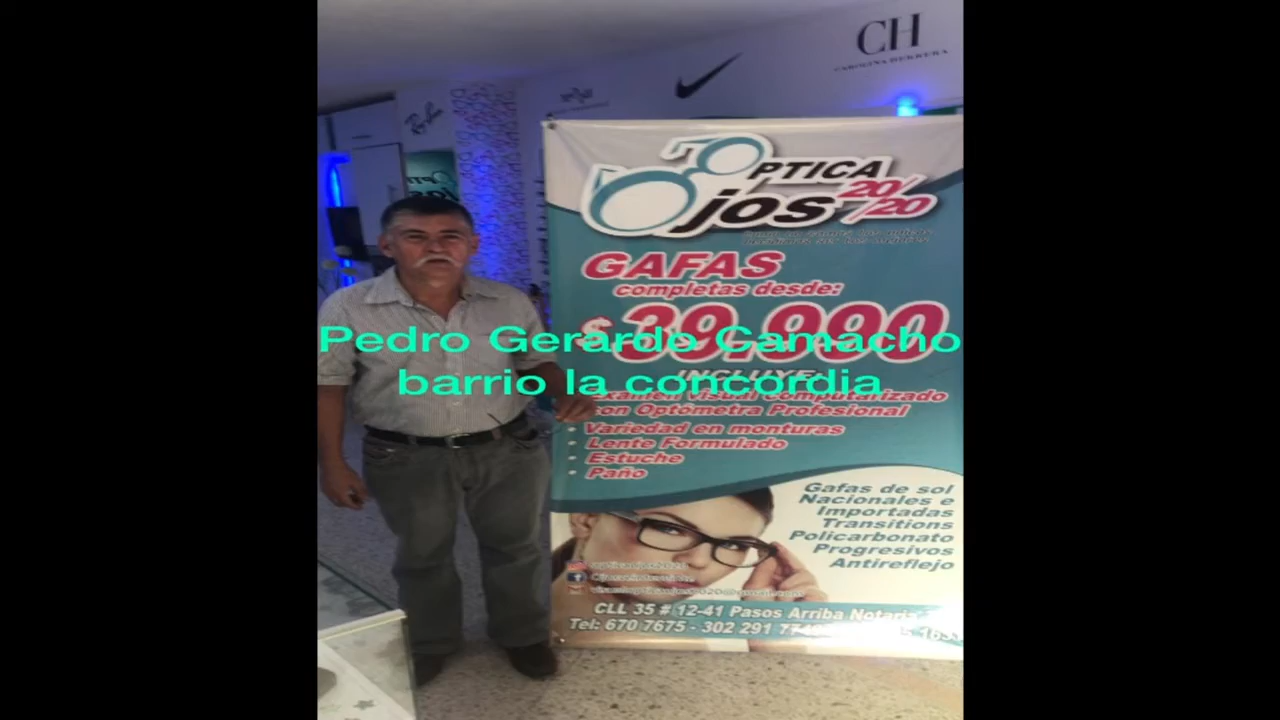 CH
CAROLINA HERRERA
Ray-Ban
OPTICA
Ojos 20/20
GAFAS
completas desde:
$39,990
Pedro Gerardo Camacho
INCLUYE:
barrio la concordia
Examen visual Computarizado
con Optómetra Profesional
• Variedad en monturas
• Lente Formulado
• Estuche
• Paño
Gafas de sol
Nacionales e
Importadas
Transitions
Policarbonato
Progresivos
Antireflejo
CLL 35 # 12-41 Pasos Arriba Notaria
Tel: 670 7675 - 302 291